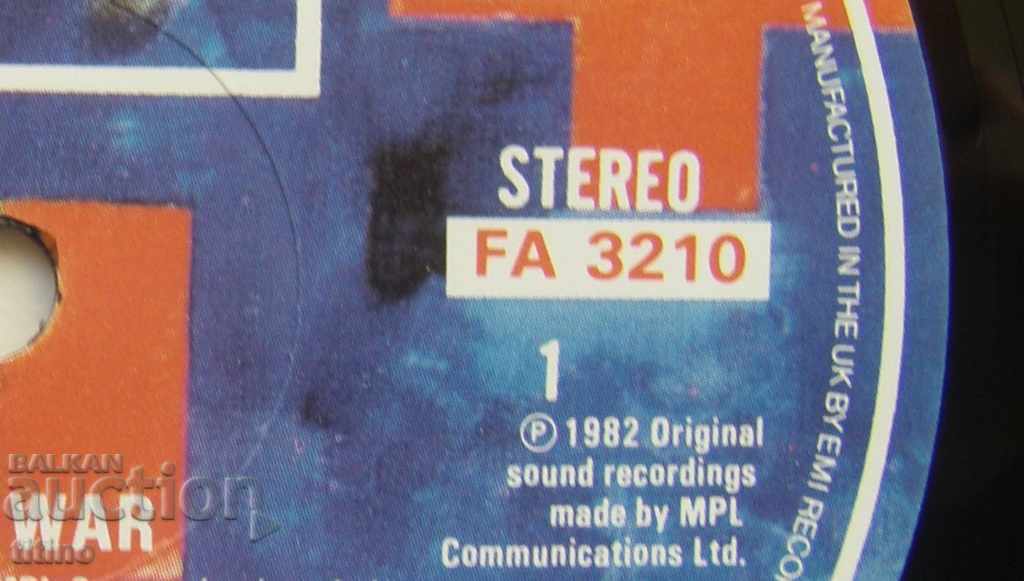 STEREO
FA 3210
1
Ⓟ 1982 Original
sound recordings
made by MPL
Communications Ltd.
WAR
MANUFACTURED IN THE UK BY EMI
BALKAN
auction
titino